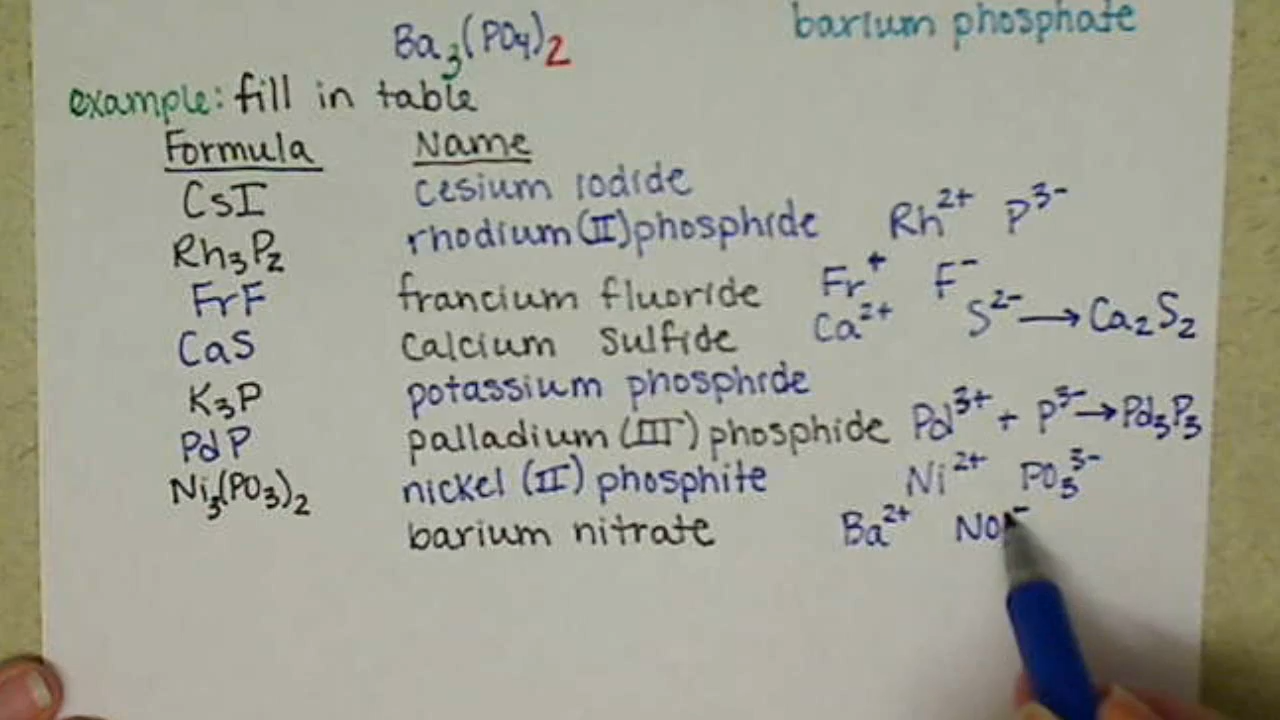 Ba₃(PO₄)₂ barium phosphate
example: fill in table
Formula Name
CsI cesium iodide
Rh₃P₂ rhodium (II) phosphide Rh²⁺ P³⁻
FrF francium fluoride Fr⁺ F⁻
CaS calcium sulfide Ca²⁺ S²⁻ → Ca₂S₂
K₃P potassium phosphide
PdP palladium (III) phosphide Pd³⁺ + P³⁻ → Pd₃P₃
Ni₃(PO₃)₂ nickel (II) phosphite Ni²⁺ PO₃³⁻
barium nitrate Ba²⁺ NO⁻